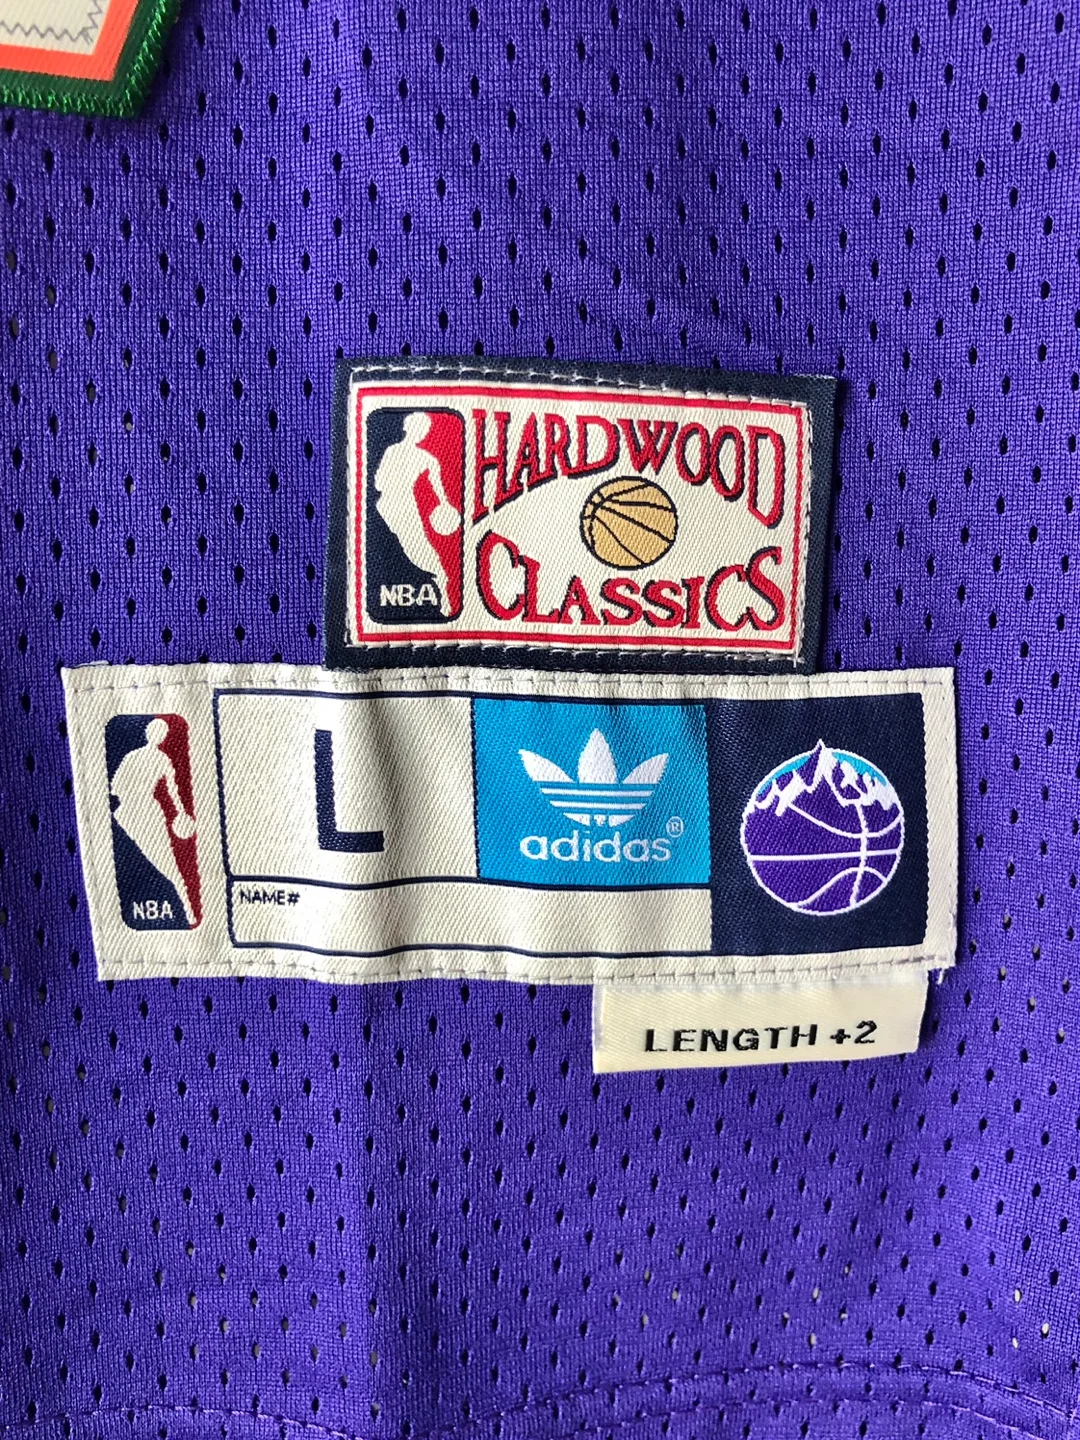 HARDWOOD
CLASSICS
NBA
L
adidas®
NBA
NAME#
LENGTH +2